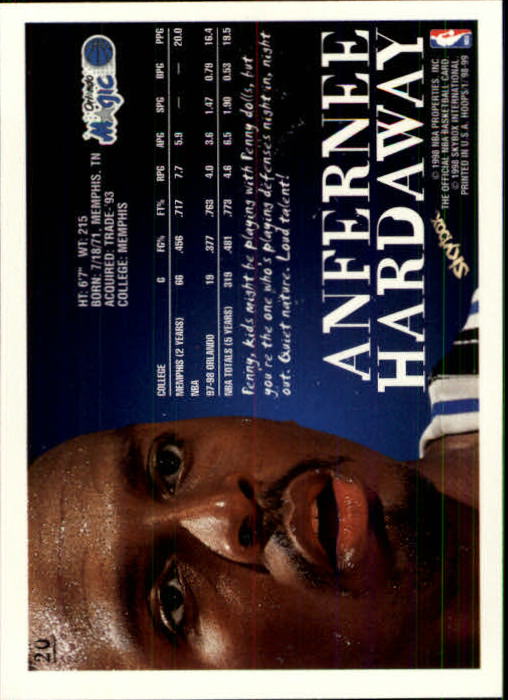 20
HT: 6'7" WT: 215
BORN: 7/18/71, MEMPHIS, TN
ACQUIRED: TRADE-'93
COLLEGE: MEMPHIS
Orlando
Magic
COLLEGE G FG% FT% RPG APG SPG BPG PPG
MEMPHIS (2 YEARS) 66 .456 .717 7.7 5.9 — — 20.0
NBA
97-98 ORLANDO 19 .377 .763 4.0 3.6 1.47 0.79 16.4
NBA TOTALS (5 YEARS) 319 .481 .773 4.6 6.5 1.90 0.53 19.5
Penny, kids might be playing with Penny dolls, but
you're the one who's playing defenses night in, night
out. Quiet nature. Loud talent!
ANFERNEE
HARDAWAY
SKYBOX
NBA
© 1998 NBA PROPERTIES, INC
THE OFFICIAL NBA BASKETBALL CARD.
© 1998 SKYBOX INTERNATIONAL.
PRINTED IN U.S.A. HOOPS/1/ 98-99